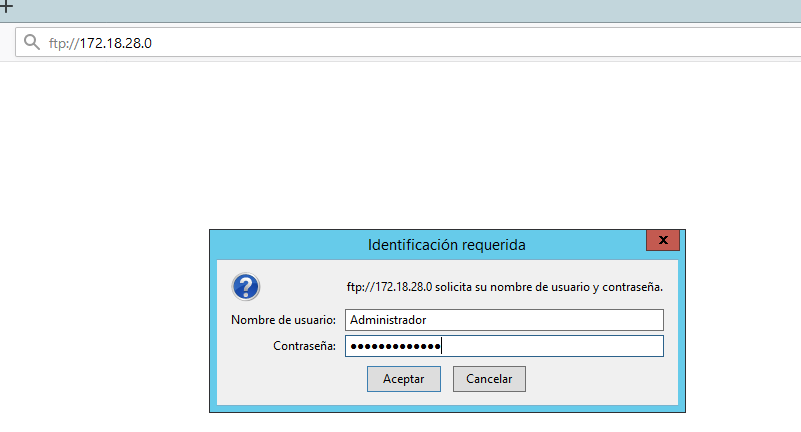 ftp://172.18.28.0
Identificación requerida
x
ftp://172.18.28.0 solicita su nombre de usuario y contraseña.
Nombre de usuario: Administrador
Contraseña: ●●●●●●●●●●●●●
Aceptar Cancelar